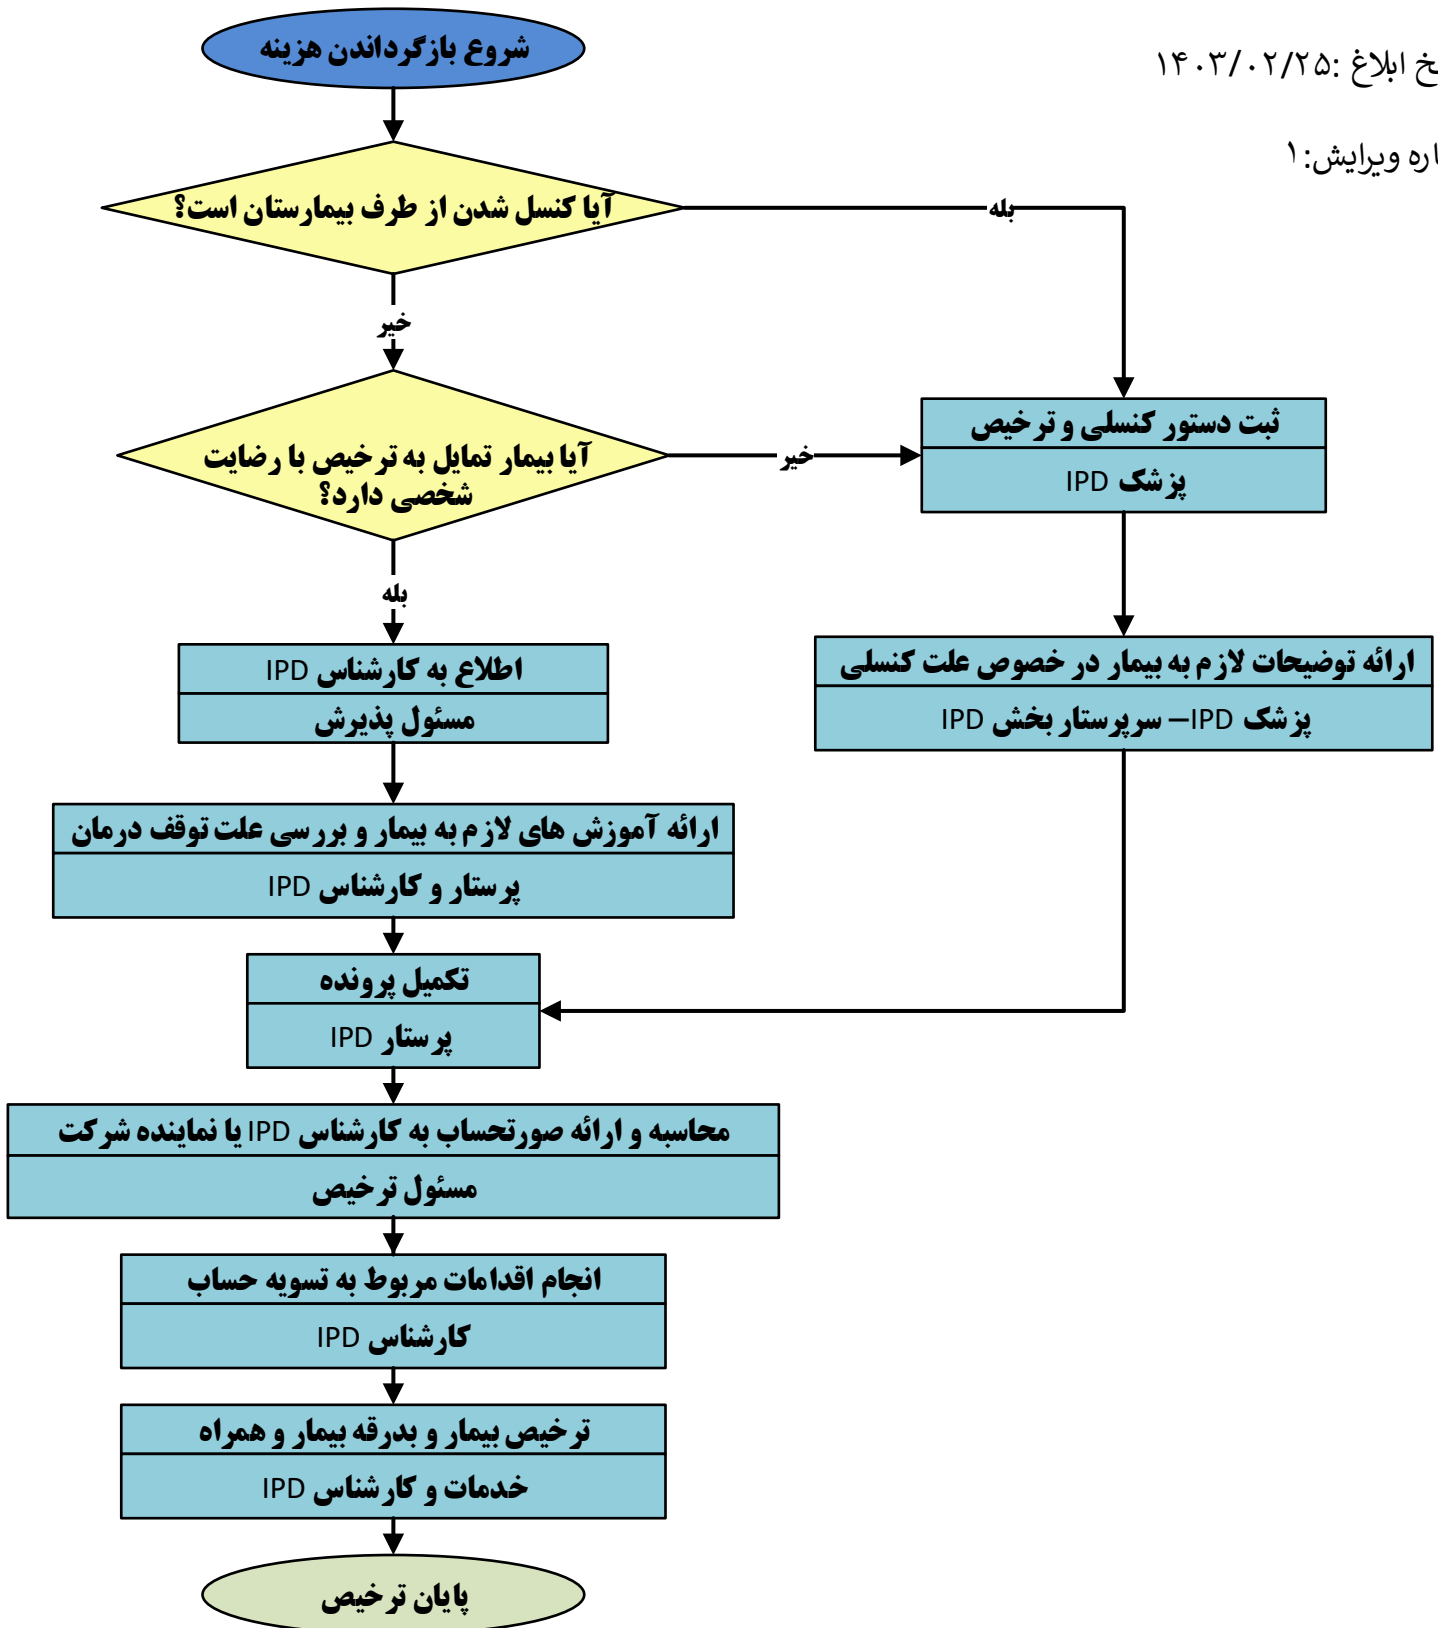 شروع بازگرداندن هزینه
ابلاغ :۱۴۰۳/۰۲/۲۵
ویرایش:۱
آیا کنسل شدن از طرف بیمارستان است؟
بله
خیر
آیا بیمار تمایل به ترخیص با رضایت
شخصی دارد؟
خیر
ثبت دستور کنسلی و ترخیص
پزشک IPD
بله
ارائه توضیحات لازم به بیمار در خصوص علت کنسلی
پزشک IPD– سرپرستار بخش IPD
اطلاع به کارشناس IPD
مسئول پذیرش
ارائه آموزش های لازم به بیمار و بررسی علت توقف درمان
پرستار و کارشناس IPD
تکمیل پرونده
پرستار IPD
محاسبه و ارائه صورتحساب به کارشناس IPD یا نماینده شرکت
مسئول ترخیص
انجام اقدامات مربوط به تسویه حساب
کارشناس IPD
ترخیص بیمار و بدرقه بیمار و همراه
خدمات و کارشناس IPD
پایان ترخیص